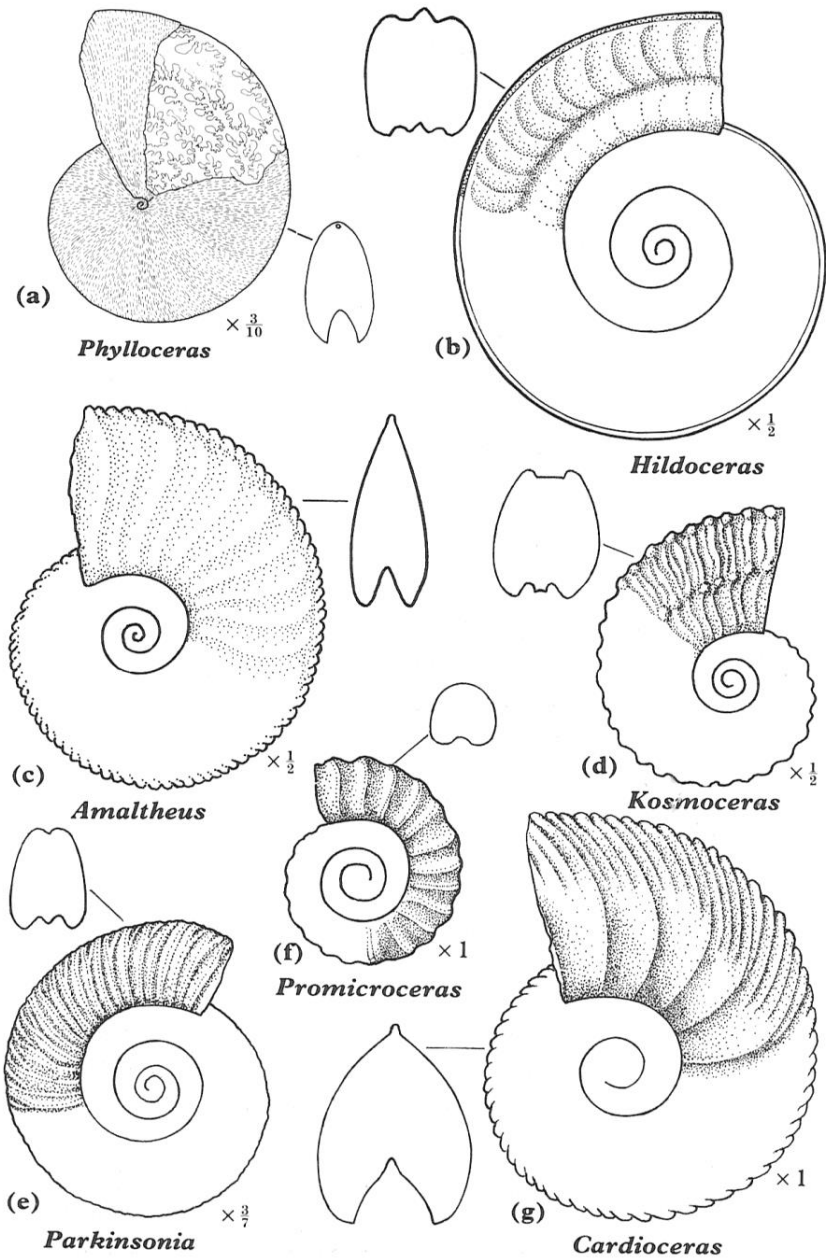 (a)
× 3/10
Phylloceras
(b)
× 1/2
Hildoceras
(c)
× 1/2
Amaltheus
(d)
× 1/2
Kosmoceras
(e)
× 3/7
Parkinsonia
(f)
× 1
Promicroceras
(g)
× 1
Cardioceras